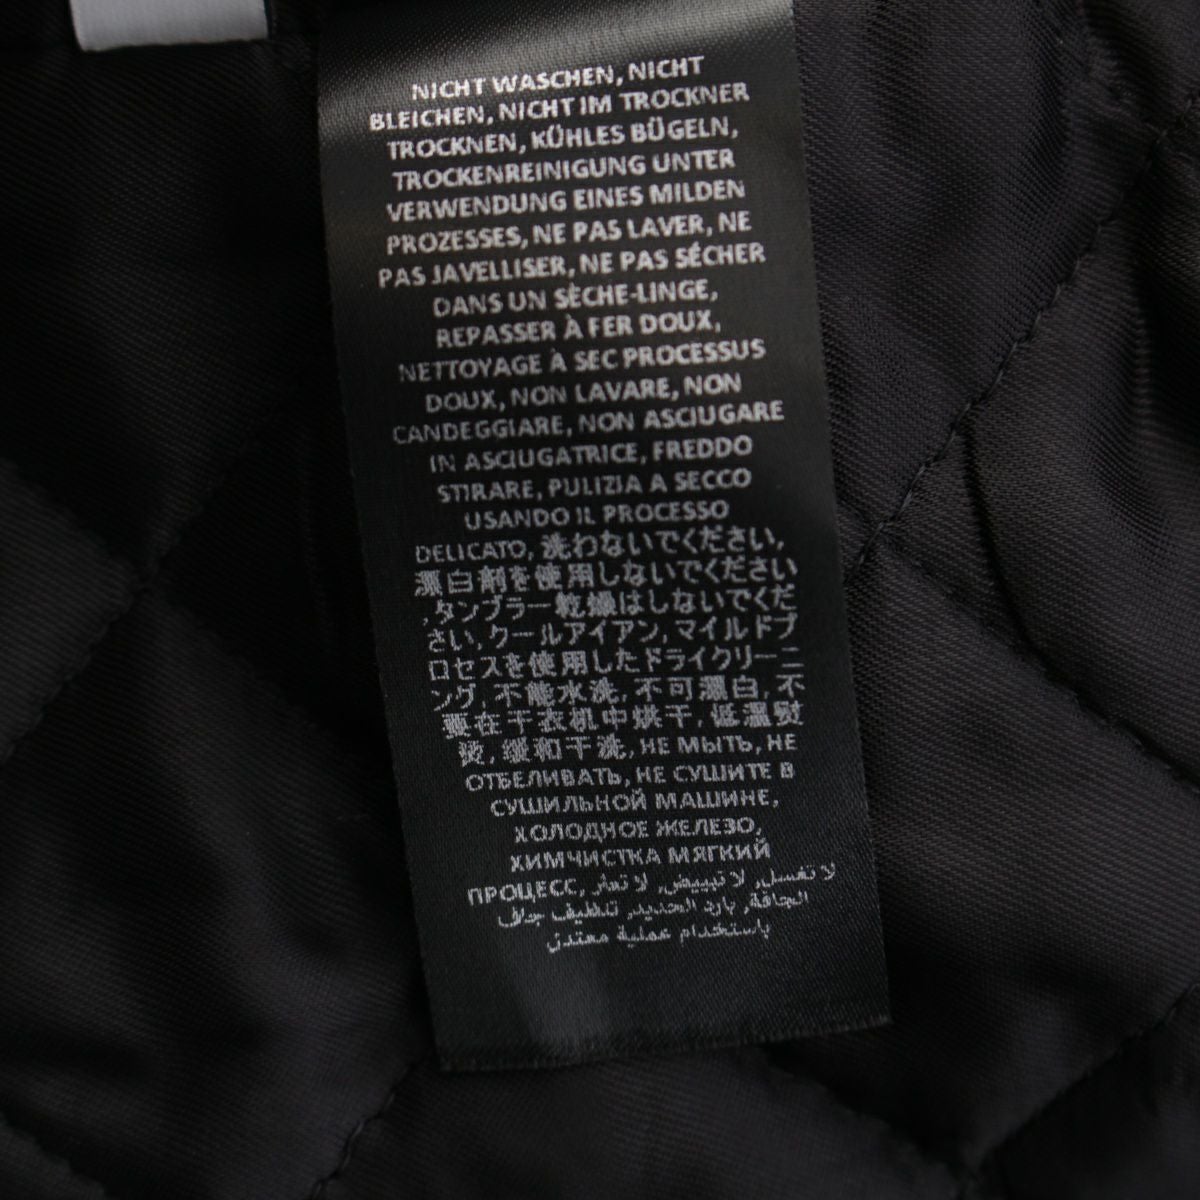 NICHT WASCHEN, NICHT
BLEICHEN, NICHT IM TROCKNER
TROCKNEN, KÜHLES BÜGELN,
TROCKENREINIGUNG UNTER
VERWENDUNG EINES MILDEN
PROZESSES, NE PAS LAVER, NE
PAS JAVELLISER, NE PAS SÉCHER
DANS UN SÈCHE-LINGE,
REPASSER À FER DOUX,
NETTOYAGE À SEC PROCESSUS
DOUX, NON LAVARE, NON
CANDEGGIARE, NON ASCIUGARE
IN ASCIUGATRICE, FREDDO
STIRARE, PULIZIA A SECCO
USANDO IL PROCESSO
DELICATO, 洗わないでください,
漂白剤を使用しないでください
,タンブラー乾燥はしないでくだ
さい,クールアイアン,マイルドプ
ロセスを使用したドライクリーニ
ング, 不能水洗, 不可漂白, 不
要在干衣机中烘干, 低温熨
烫, 缓和干洗, НЕ МЫТЬ, НЕ
ОТБЕЛИВАТЬ, НЕ СУШИТЕ В
СУШИЛЬНОЙ МАШИНЕ,
ХОЛОДНОЕ ЖЕЛЕЗО,
ХИМЧИСТКА МЯГКИЙ
ПРОЦЕСС, لا تغسل, لا تبييض, لا تعثر
الجافة, بارد الحديد, تنظيف جاف
باستخدام عملية معتدل